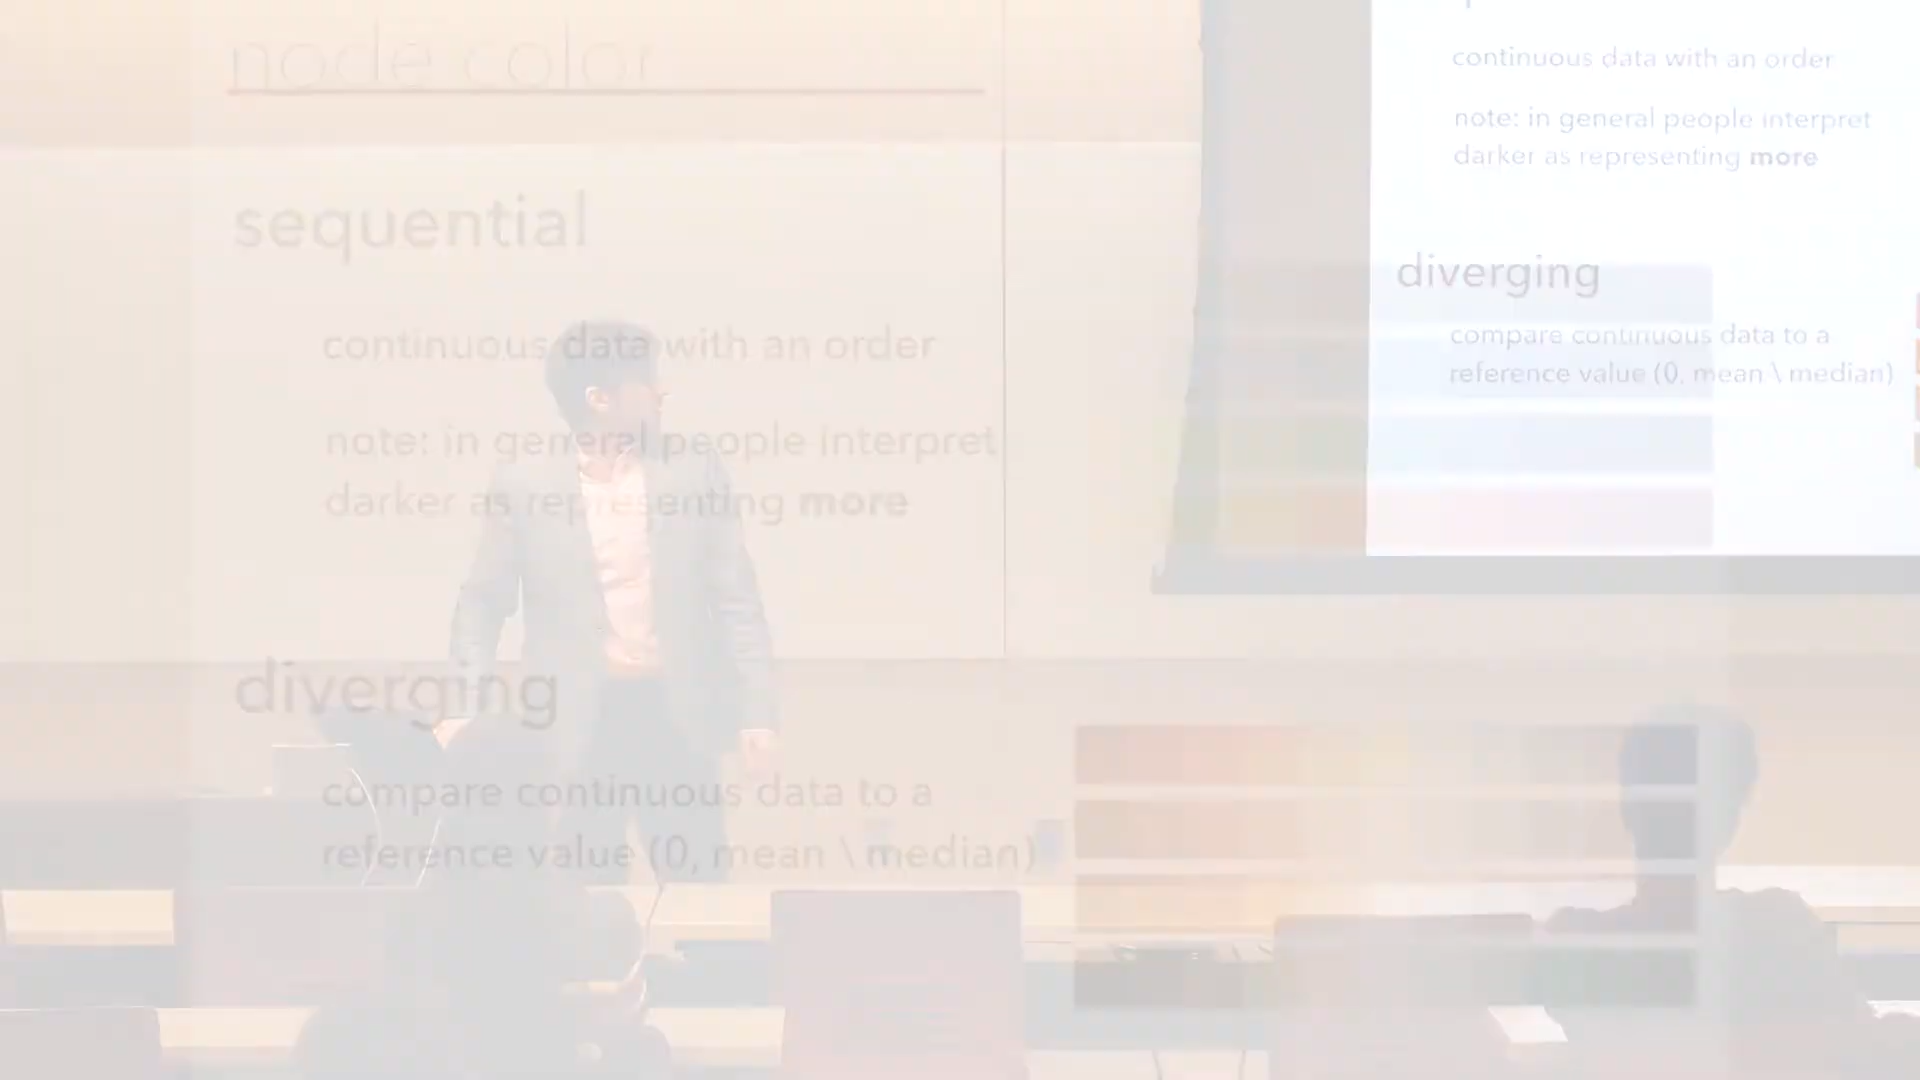 node color
sequential
continuous data with an order
note: in general people interpret
darker as representing more
diverging
compare continuous data to a
reference value (0, mean \ median)
continuous data with an order
note: in general people interpret
darker as representing more
diverging
compare continuous data to a
reference value (0, mean \ median)